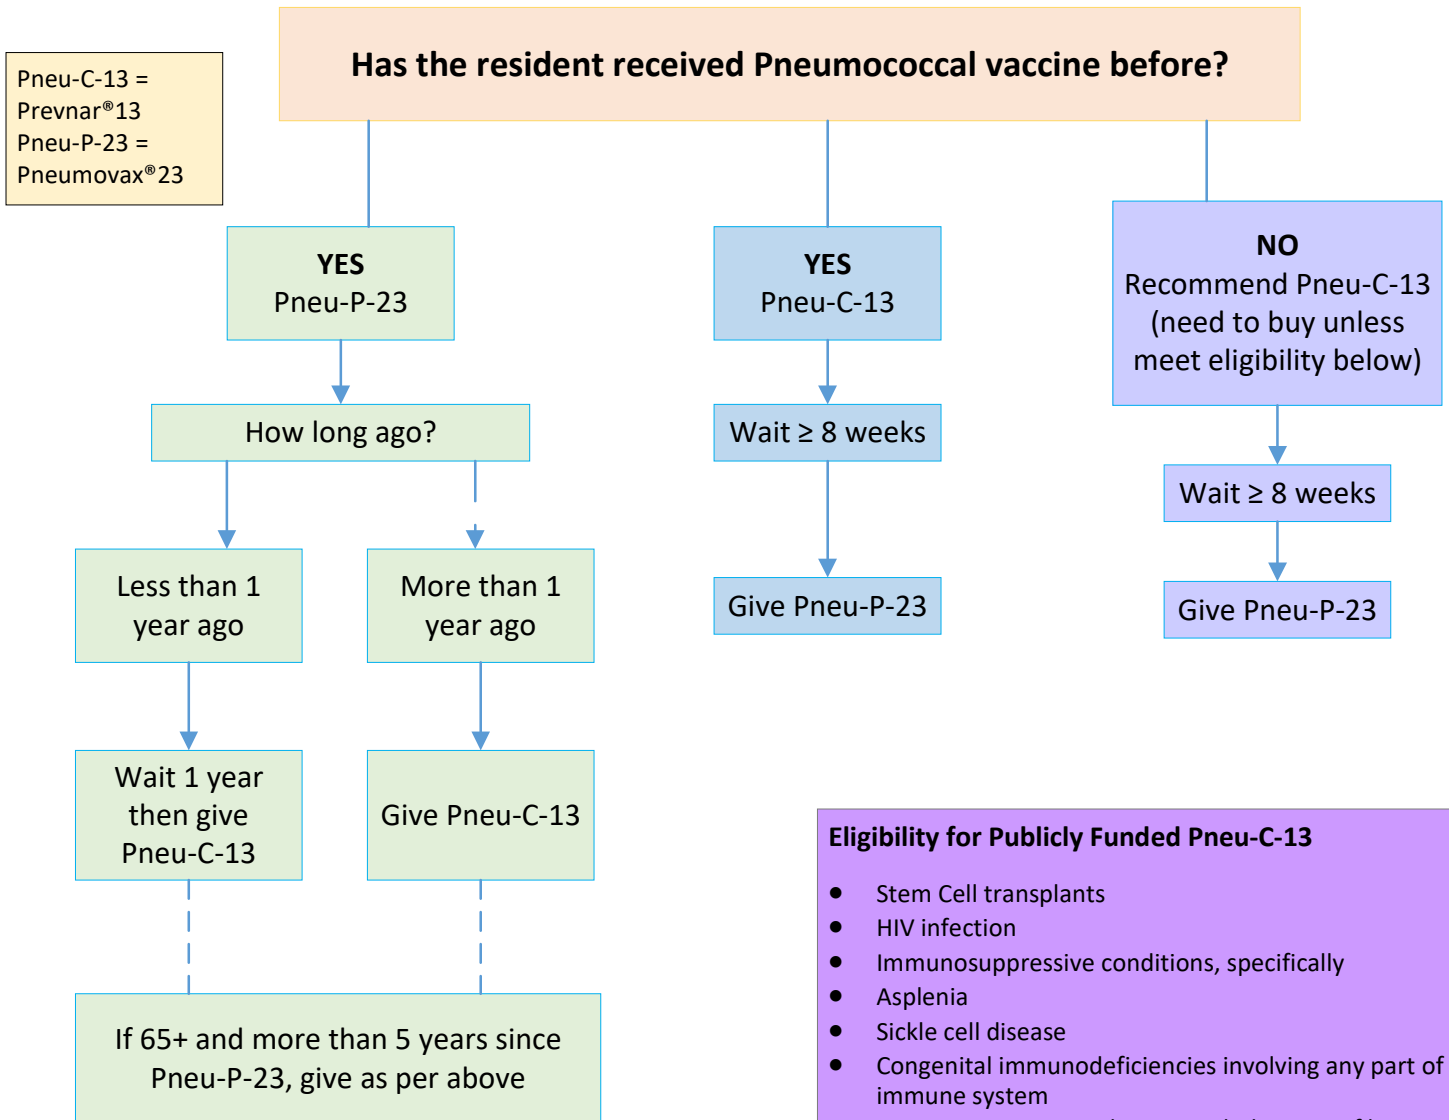 Has the resident received Pneumococcal vaccine before?
Pneu-C-13 =
Prevnar®13
Pneu-P-23 =
Pneumovax®23
YES
Pneu-P-23
YES
Pneu-C-13
NO
Recommend Pneu-C-13
(need to buy unless
meet eligibility below)
How long ago?
Wait ≥ 8 weeks
Wait ≥ 8 weeks
Less than 1
year ago
More than 1
year ago
Give Pneu-P-23
Give Pneu-P-23
Wait 1 year
then give
Pneu-C-13
Give Pneu-C-13
If 65+ and more than 5 years since
Pneu-P-23, give as per above
Eligibility for Publicly Funded Pneu-C-13
● Stem Cell transplants
● HIV infection
● Immunosuppressive conditions, specifically
● Asplenia
● Sickle cell disease
● Congenital immunodeficiencies involving any part of
immune system